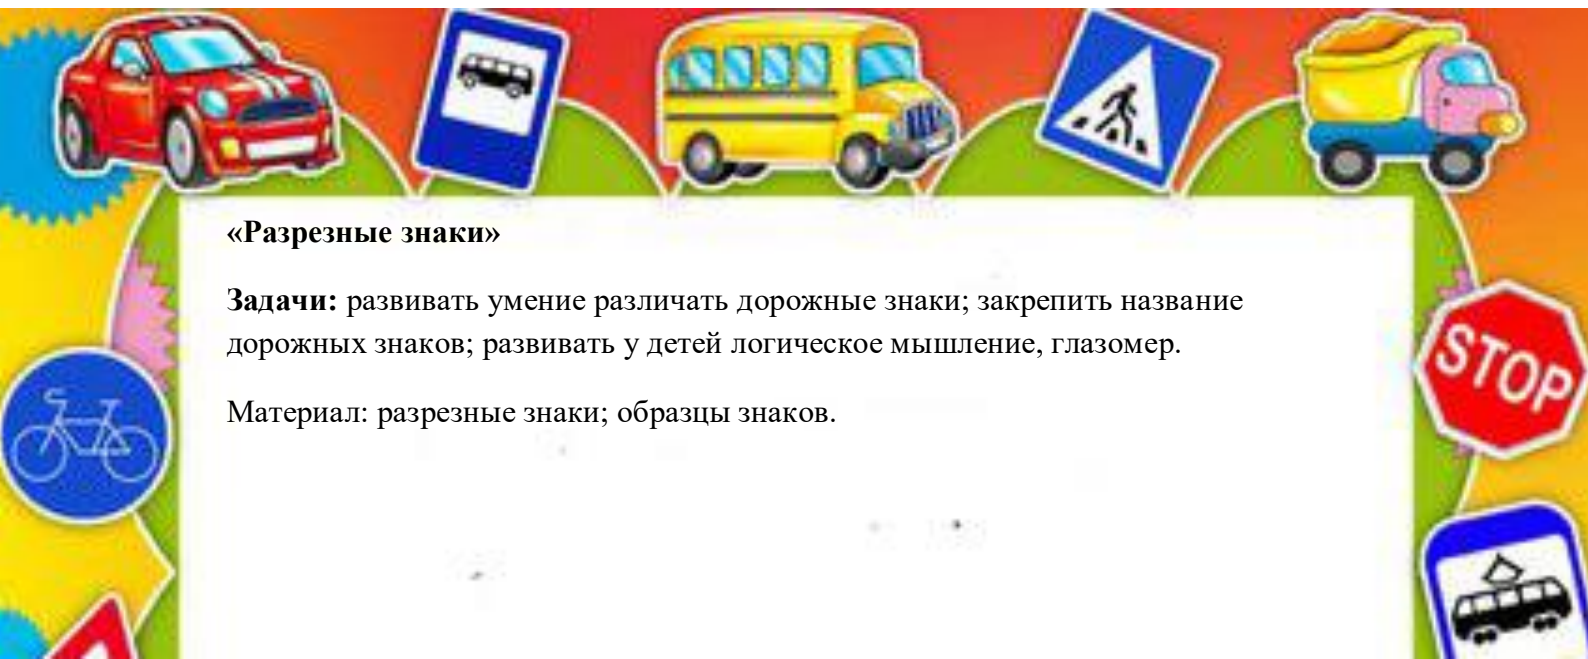 «Разрезные знаки»
Задачи: развивать умение различать дорожные знаки; закрепить название
дорожных знаков; развивать у детей логическое мышление, глазомер.
Материал: разрезные знаки; образцы знаков.
STOP